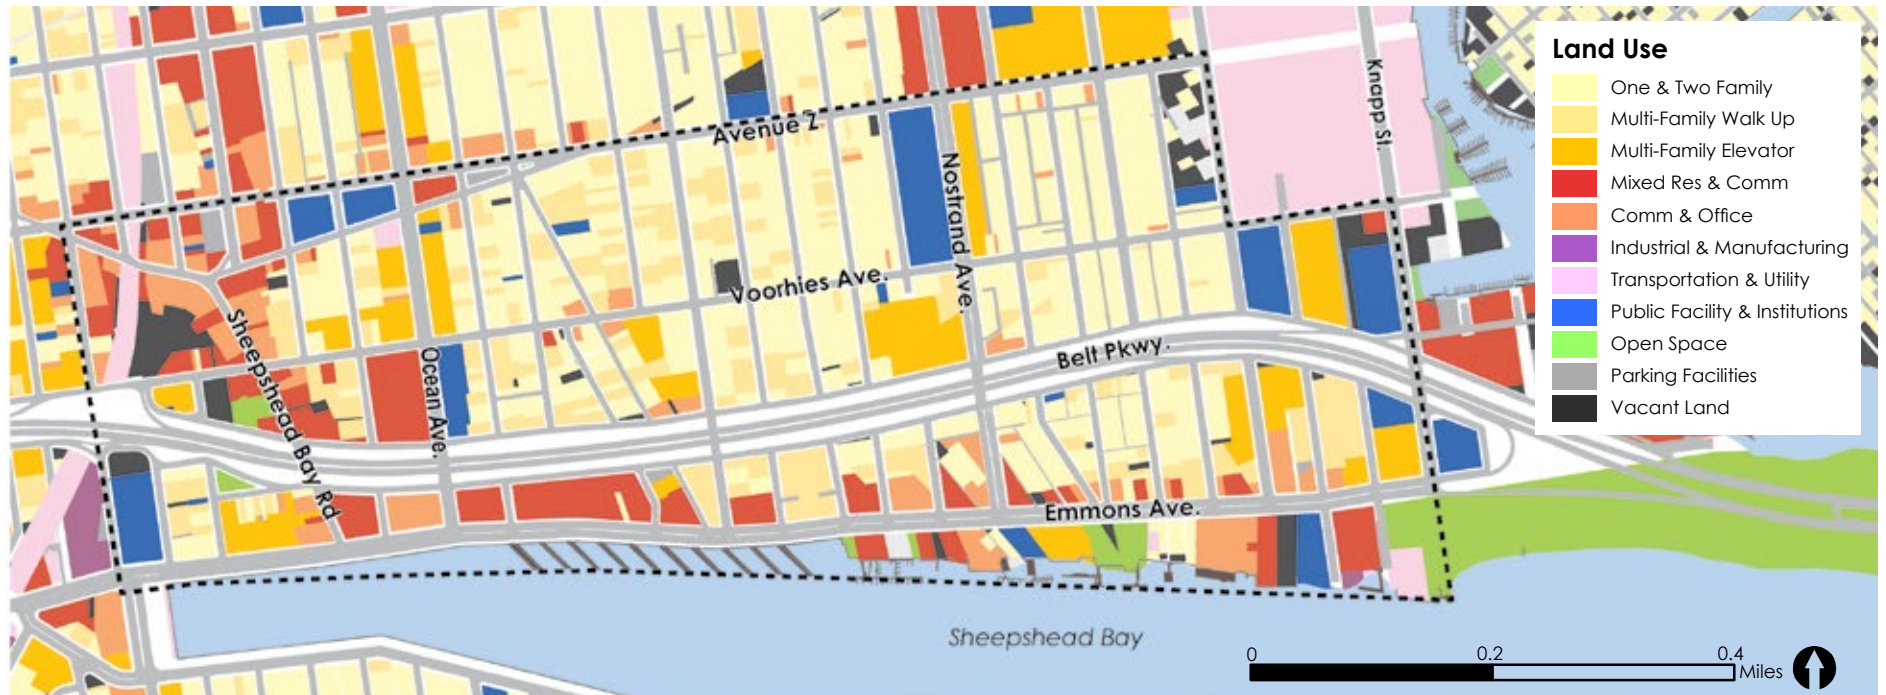 Land Use
One & Two Family
Multi-Family Walk Up
Multi-Family Elevator
Mixed Res & Comm
Comm & Office
Industrial & Manufacturing
Transportation & Utility
Public Facility & Institutions
Open Space
Parking Facilities
Vacant Land
Knapp St.
Avenue Z
Nostrand Ave.
Voorhies Ave.
Sheepshead Bay Rd
Ocean Ave.
Belt Pkwy.
Emmons Ave.
Sheepshead Bay
0 0.2 0.4
Miles